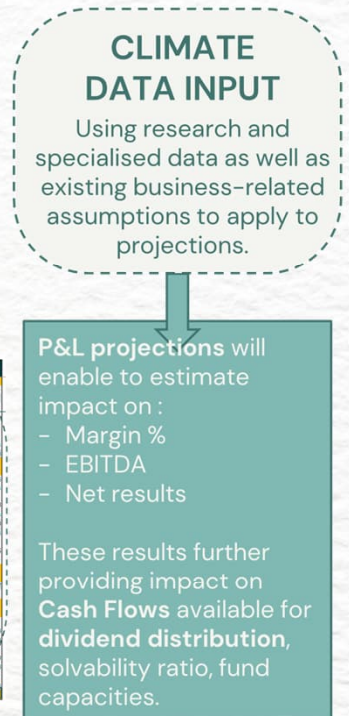 CLIMATE
DATA INPUT
Using research and
specialised data as well as
existing business-related
assumptions to apply to
projections.
P&L projections will
enable to estimate
impact on :
- Margin %
- EBITDA
- Net results
These results further
providing impact on
Cash Flows available for
dividend distribution,
solvability ratio, fund
capacities.